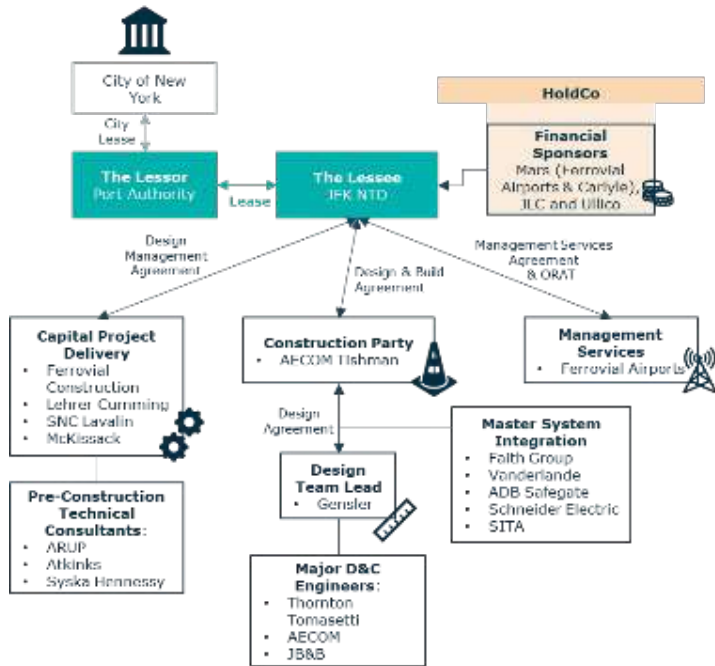 City of New
York
City
Lease
HoldCo
Financial
Sponsors
Mars (Ferrovial
Airports & Carlyle),
JLC and Ullico
The Lessor
Port Authority
Lease
The Lessee
JFK NTO
Design
Management
Agreement
Design & Build
Agreement
Management Services
Agreement
& ORAT
Capital Project
Delivery
• Ferrovial
Construction
• Lehrer Cumming
• SNC Lavalin
• McKissack
Construction Party
• AECOM Tishman
Management
Services
• Ferrovial Airports
Design
Agreement
Master System
Integration
• Faith Group
• Vanderlande
• ADB Safegate
• Schneider Electric
• SITA
Design
Team Lead
• Gensler
Pre-Construction
Technical
Consultants:
• ARUP
• Atkinks
• Syska Hennessy
Major D&C
Engineers:
• Thornton
Tomasetti
• AECOM
• JB&B